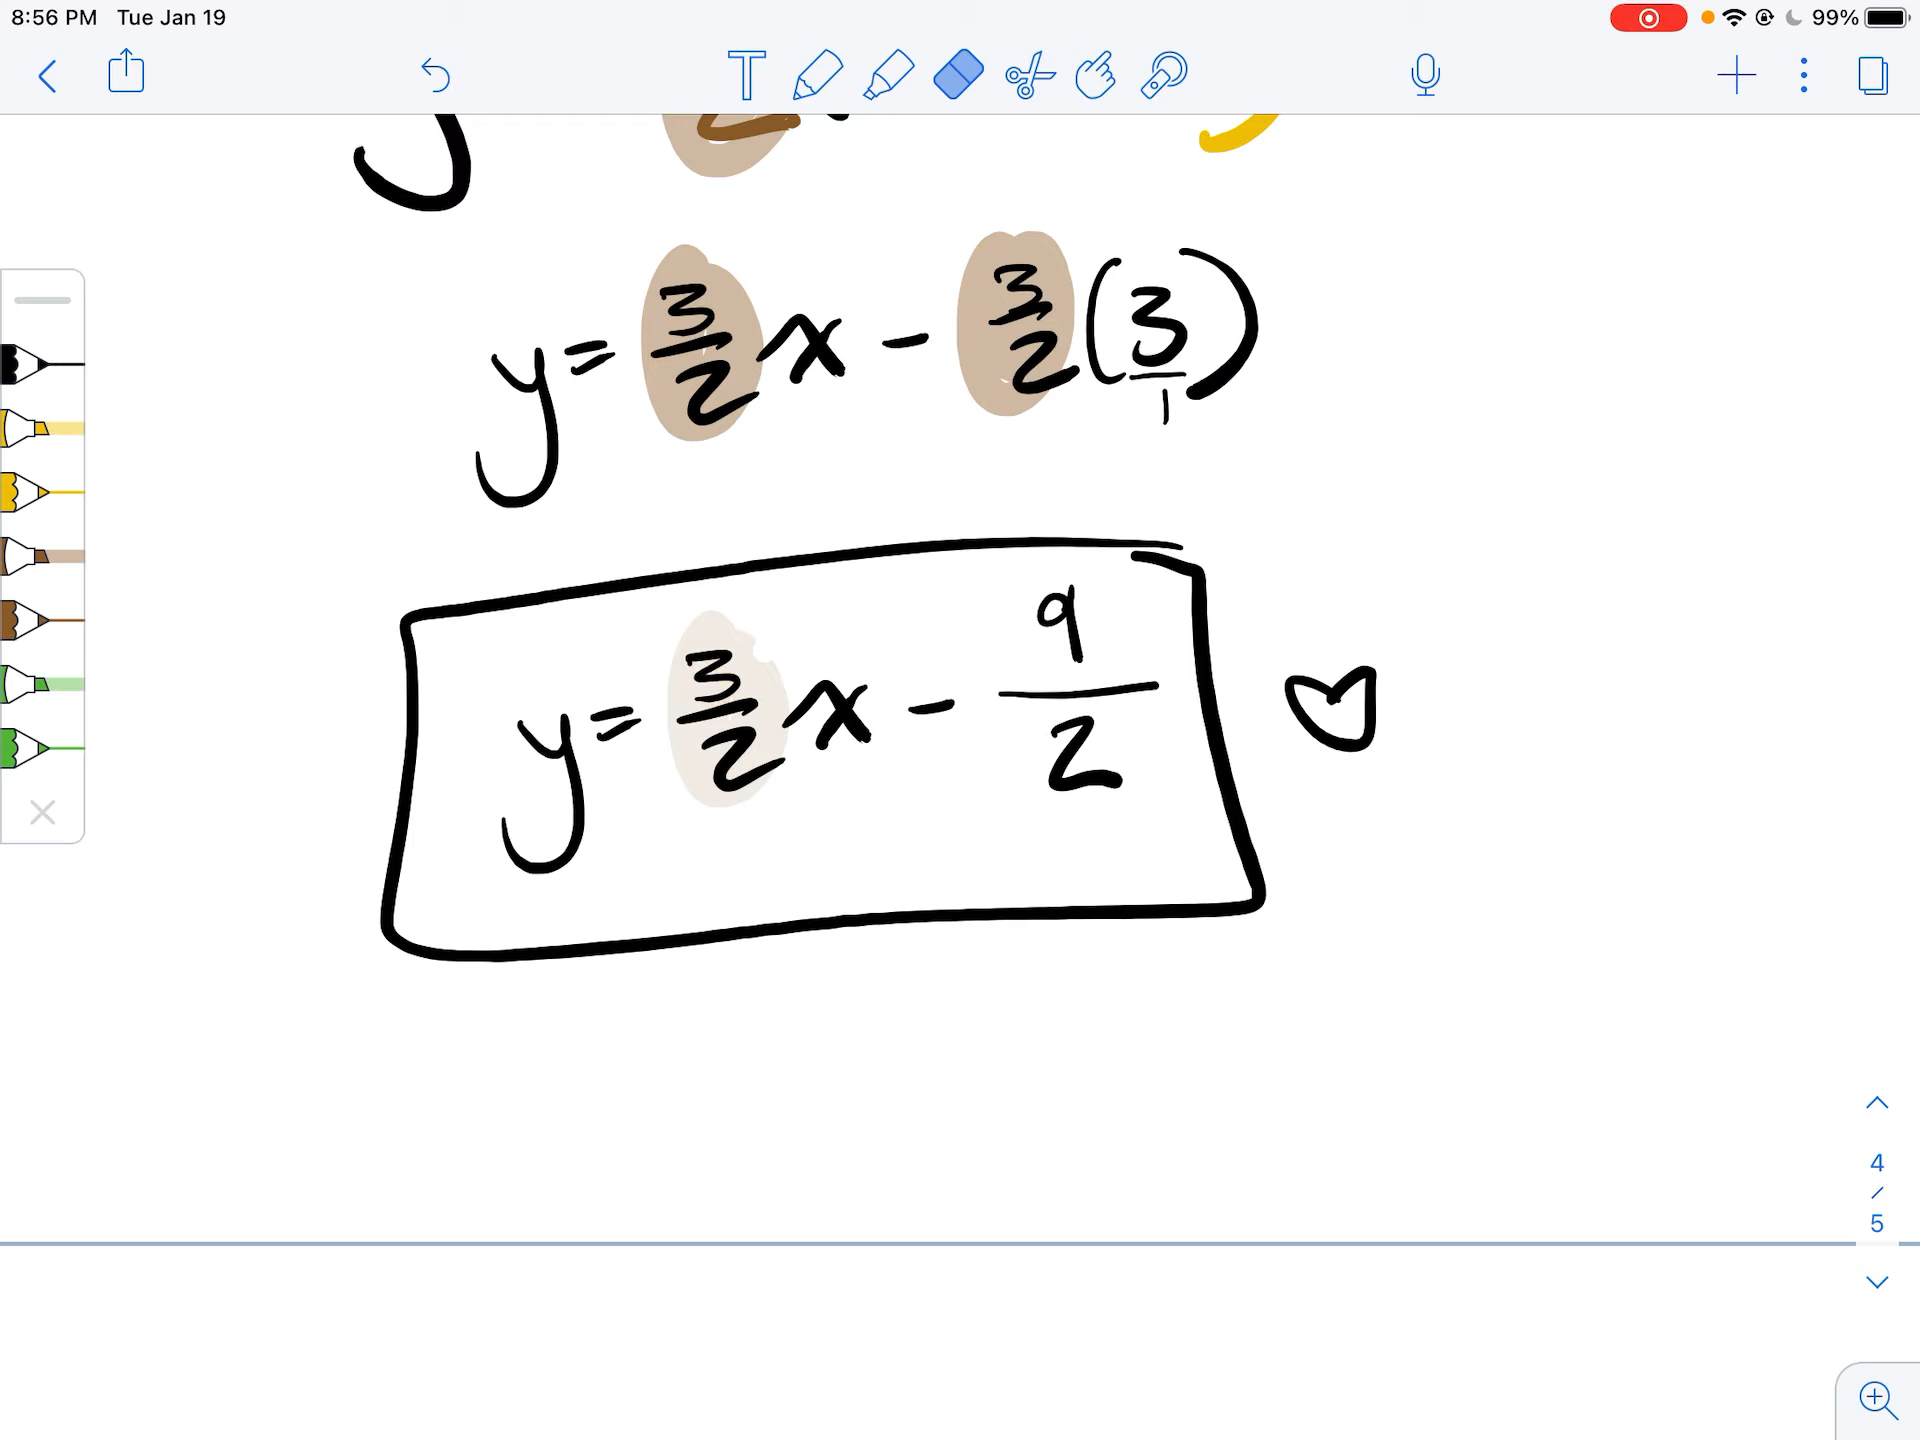 8:56 PM Tue Jan 19 99%
T
y 2
y = 3/2 x - 3/2 (3/1)
y = 3/2 x - 9/2
4
/
5